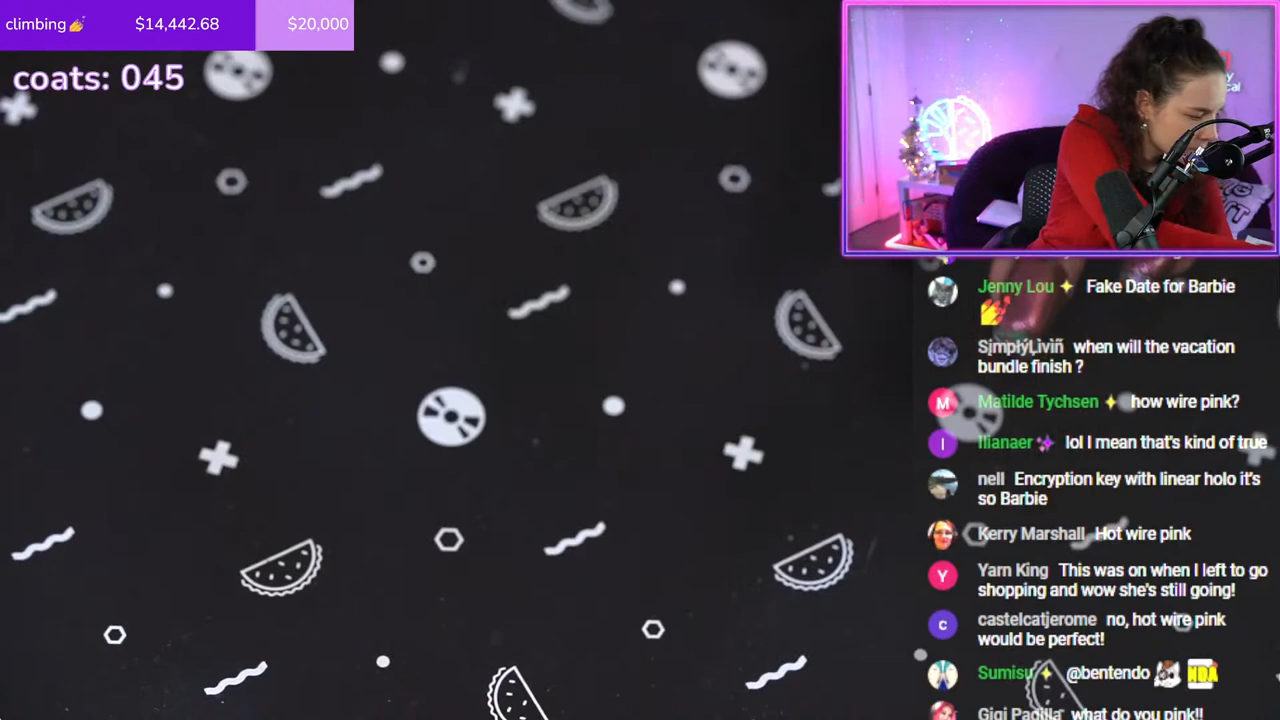 climbing💅 $14,442.68 $20,000
coats: 045
Jenny Lou Fake Date for Barbie
SįmpłýĻivïñ when will the vacation
bundle finish ?
M Matilde Tychsen how wire pink?
I Ilianaer lol I mean that's kind of true
nell Encryption key with linear holo it's
so Barbie
Kerry Marshall Hot wire pink
Y Yarn King This was on when I left to go
shopping and wow she's still going!
c castelcatjerome no, hot wire pink
would be perfect!
Sumisu @bentendo NDA
Gigi Padilla what do you pink!!